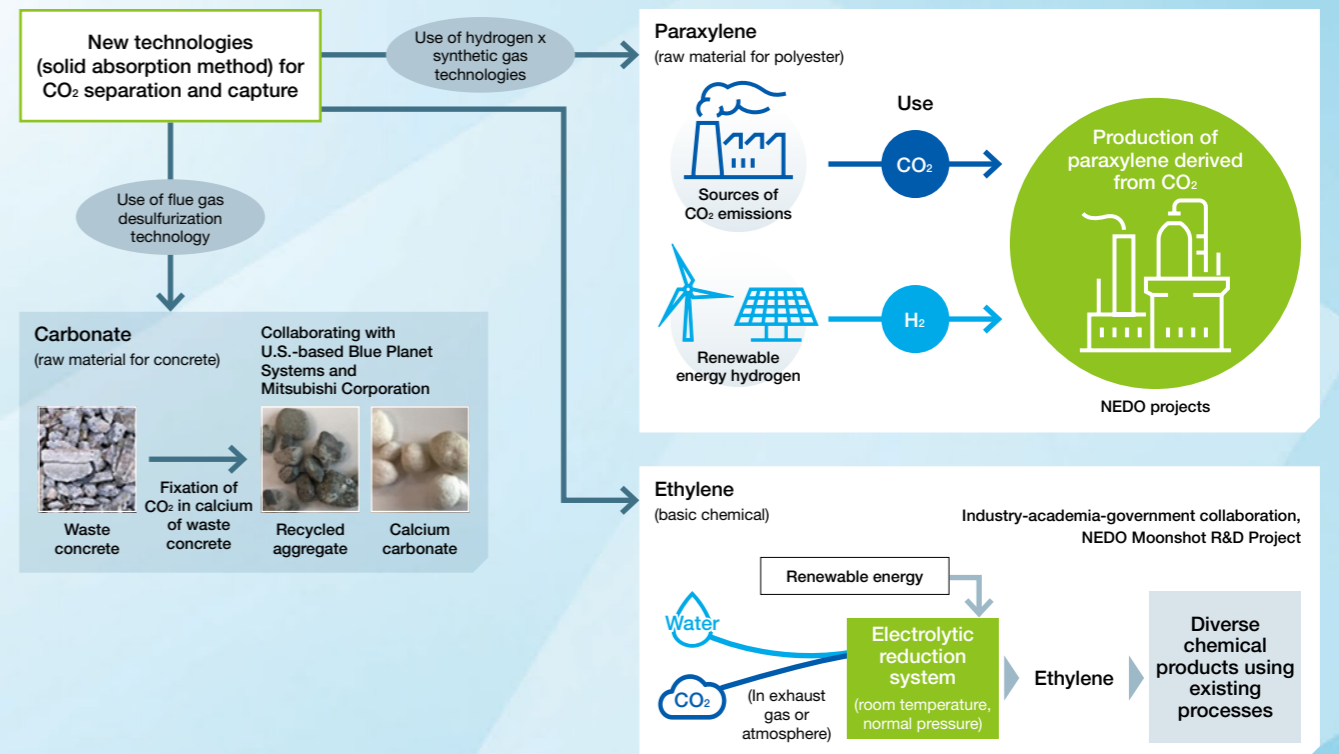 New technologies
(solid absorption method) for
CO₂ separation and capture
Use of hydrogen x
synthetic gas
technologies
Use of flue gas
desulfurization
technology
Carbonate
(raw material for concrete)
Collaborating with
U.S.-based Blue Planet
Systems and
Mitsubishi Corporation
Waste
concrete
Fixation of
CO₂ in calcium
of waste
concrete
Recycled
aggregate
Calcium
carbonate
Paraxylene
(raw material for polyester)
Sources of
CO₂ emissions
Use
CO₂
Renewable
energy hydrogen
H₂
Production of
paraxylene derived
from CO₂
NEDO projects
Ethylene
(basic chemical)
Industry-academia-government collaboration,
NEDO Moonshot R&D Project
Renewable energy
Water
CO₂
(In exhaust
gas or
atmosphere)
Electrolytic
reduction
system
(room temperature,
normal pressure)
Ethylene
Diverse
chemical
products using
existing
processes